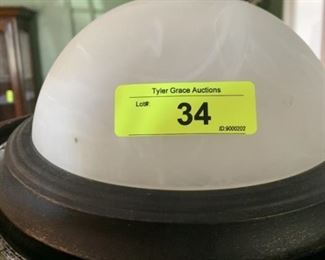 Tyler Grace Auctions
Lot#:
34
ID:9000202